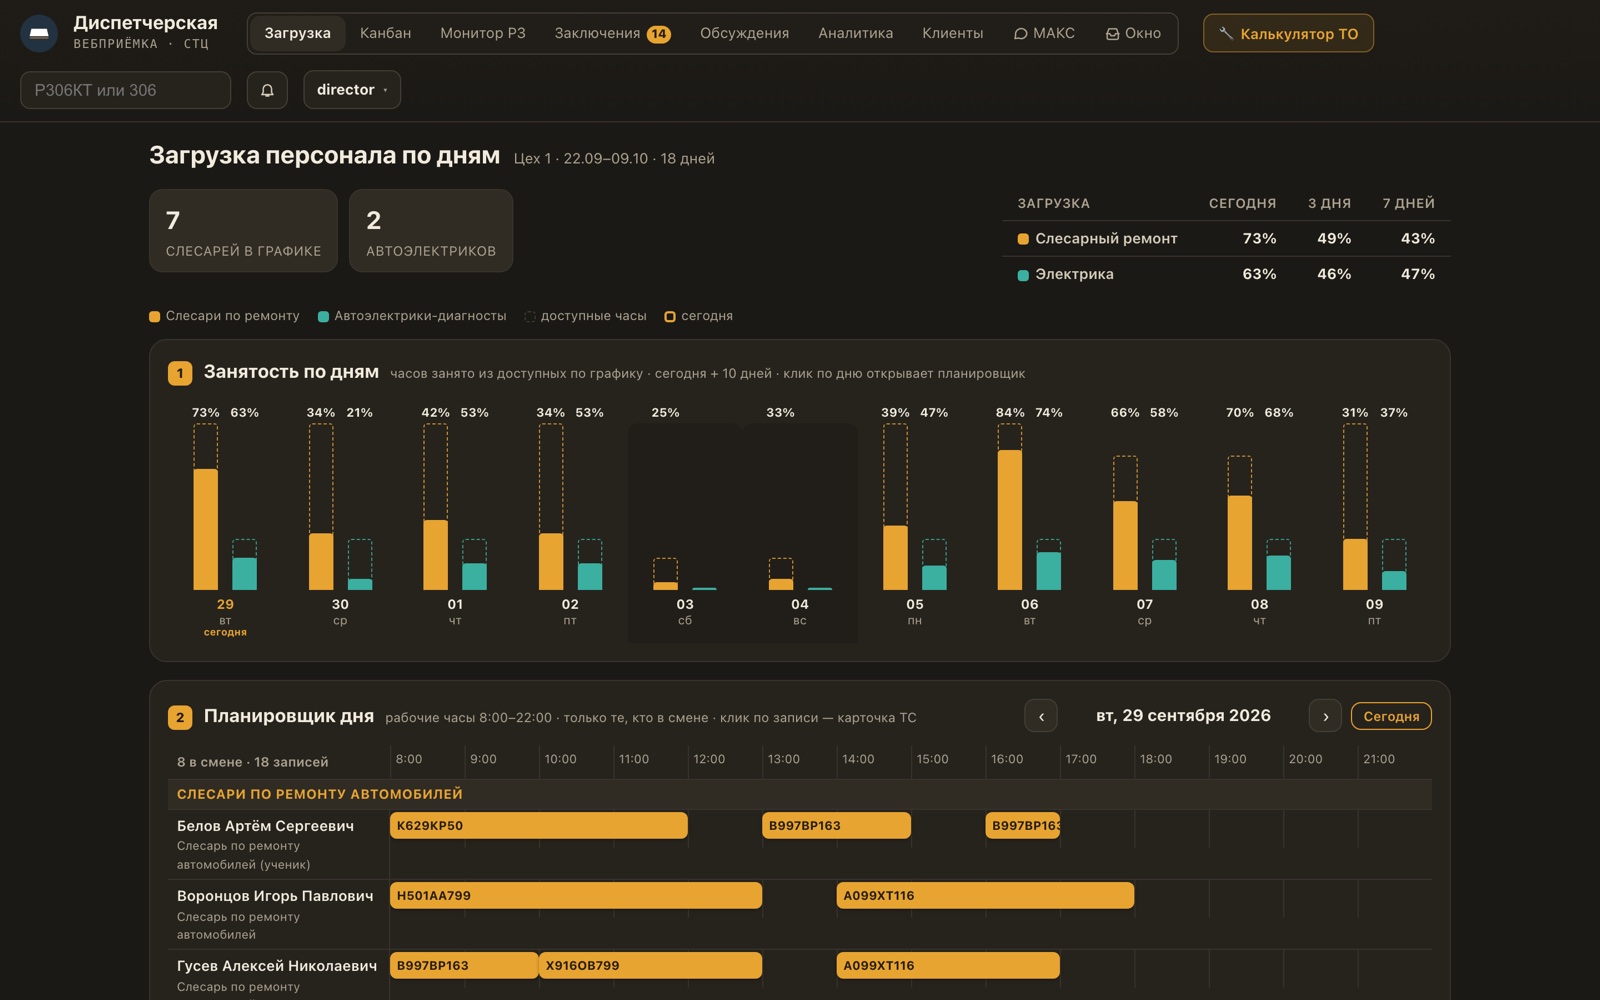 Диспетчерская
ВЕБПРИЁМКА · СТЦ
Загрузка Канбан Монитор РЗ Заключения 14 Обсуждения Аналитика Клиенты МАКС Окно
Калькулятор ТО
Р306КТ или 306
director
Загрузка персонала по дням Цех 1 · 22.09–09.10 · 18 дней
7
СЛЕСАРЕЙ В ГРАФИКЕ
2
АВТОЭЛЕКТРИКОВ
ЗАГРУЗКА СЕГОДНЯ 3 ДНЯ 7 ДНЕЙ
Слесарный ремонт 73% 49% 43%
Электрика 63% 46% 47%
Слесари по ремонту Автоэлектрики-диагносты доступные часы сегодня
1 Занятость по дням часов занято из доступных по графику · сегодня + 10 дней · клик по дню открывает планировщик
73% 63% 34% 21% 42% 53% 34% 53% 25% 33% 39% 47% 84% 74% 66% 58% 70% 68% 31% 37%
29 30 01 02 03 04 05 06 07 08 09
вт ср чт пт сб вс пн вт ср чт пт
сегодня
2 Планировщик дня рабочие часы 8:00–22:00 · только те, кто в смене · клик по записи — карточка ТС
‹ вт, 29 сентября 2026 › Сегодня
8 в смене · 18 записей 8:00 9:00 10:00 11:00 12:00 13:00 14:00 15:00 16:00 17:00 18:00 19:00 20:00 21:00
СЛЕСАРИ ПО РЕМОНТУ АВТОМОБИЛЕЙ
Белов Артём Сергеевич К629КР50 В997ВР163 В997ВР163
Слесарь по ремонту
автомобилей (ученик)
Воронцов Игорь Павлович Н501АА799 А099ХТ116
Слесарь по ремонту
автомобилей
Гусев Алексей Николаевич В997ВР163 Х916ОВ799 А099ХТ116
Слесарь по ремонту